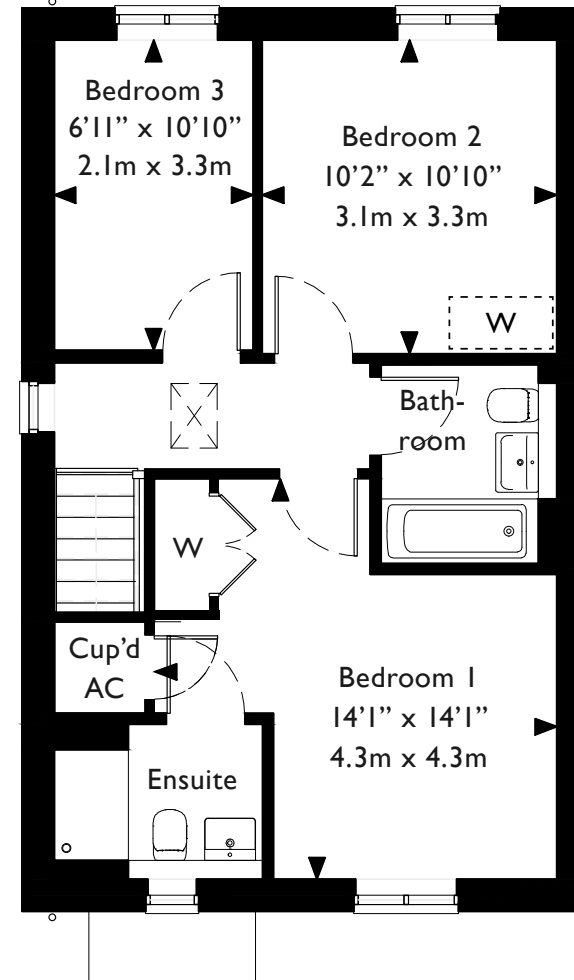 Bedroom 3
6’11” x 10’10”
2.1m x 3.3m
Bedroom 2
10’2” x 10’10”
3.1m x 3.3m
W
Bath-
room
W
Cup’d
AC
Bedroom 1
14’1” x 14’1”
4.3m x 4.3m
Ensuite